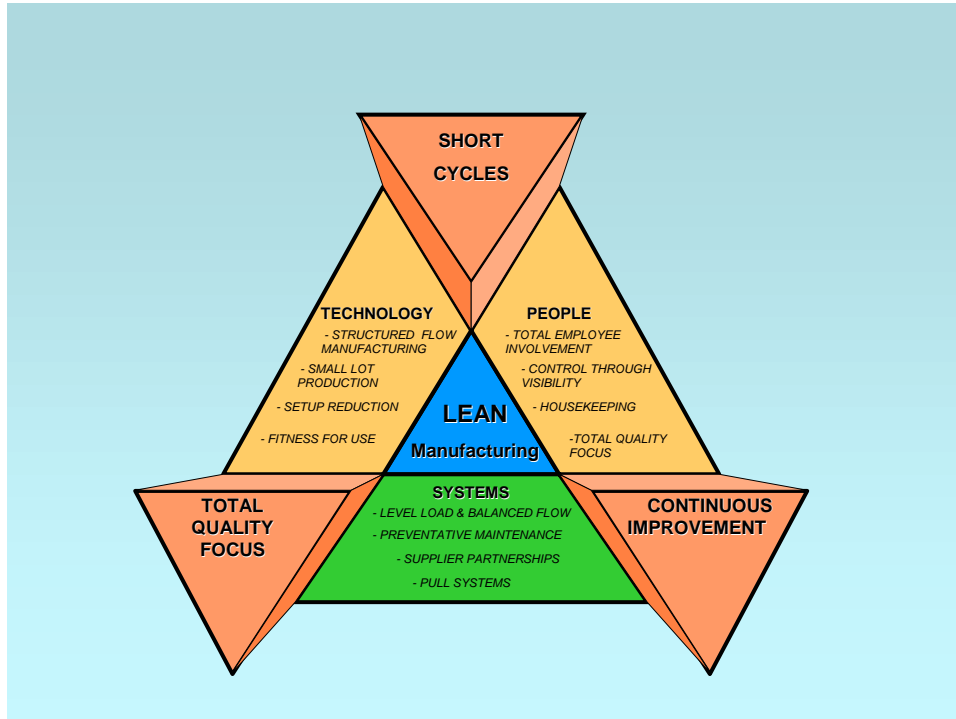 SHORT
CYCLES
TECHNOLOGY
- STRUCTURED FLOW
MANUFACTURING
- SMALL LOT
PRODUCTION
- SETUP REDUCTION
- FITNESS FOR USE
PEOPLE
- TOTAL EMPLOYEE
INVOLVEMENT
- CONTROL THROUGH
VISIBILITY
- HOUSEKEEPING
-TOTAL QUALITY
FOCUS
LEAN
Manufacturing
SYSTEMS
- LEVEL LOAD & BALANCED FLOW
- PREVENTATIVE MAINTENANCE
- SUPPLIER PARTNERSHIPS
- PULL SYSTEMS
TOTAL
QUALITY
FOCUS
CONTINUOUS
IMPROVEMENT